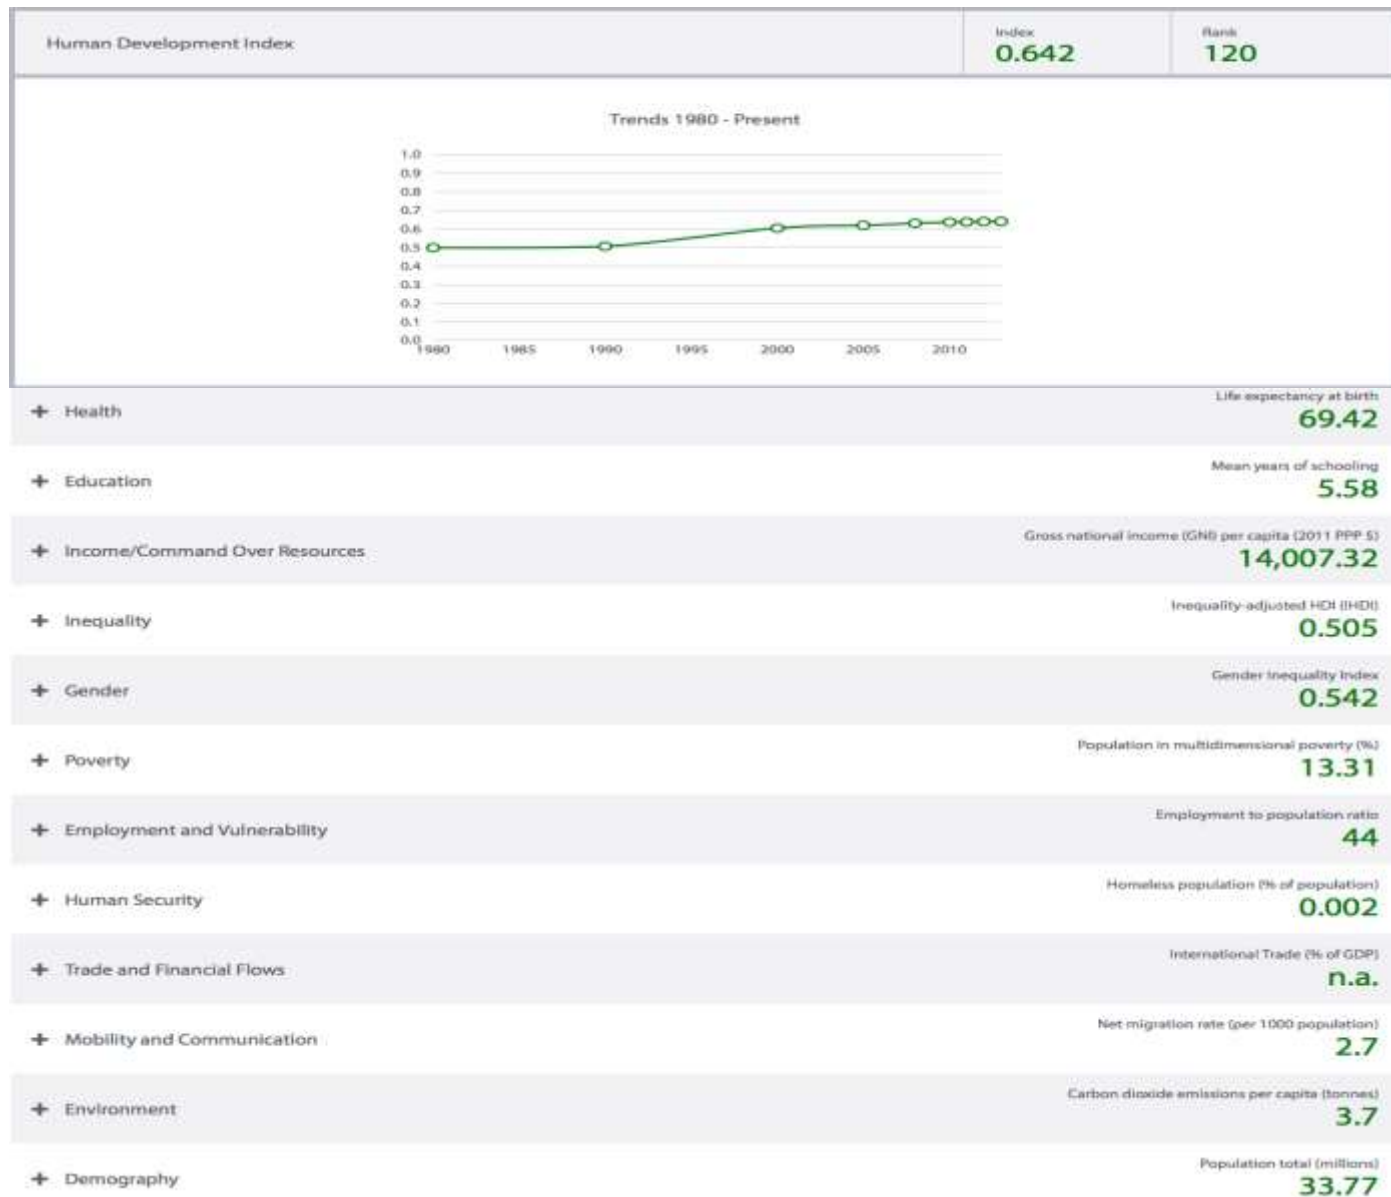 Human Development Index
Index
0.642
Rank
120
Trends 1980 - Present
1.0
0.9
0.8
0.7
0.6
0.5
0.4
0.3
0.2
0.1
0.0
1980 1985 1990 1995 2000 2005 2010
Life expectancy at birth
+ Health
69.42
Mean years of schooling
+ Education
5.58
Gross national income (GNI) per capita (2011 PPP $)
+ Income/Command Over Resources
14,007.32
Inequality-adjusted HDI (IHDI)
+ Inequality
0.505
Gender Inequality Index
+ Gender
0.542
Population in multidimensional poverty (%)
+ Poverty
13.31
Employment to population ratio
+ Employment and Vulnerability
44
Homeless population (% of population)
+ Human Security
0.002
International Trade (% of GDP)
+ Trade and Financial Flows
n.a.
Net migration rate (per 1000 population)
+ Mobility and Communication
2.7
Carbon dioxide emissions per capita (tonnes)
+ Environment
3.7
Population total (millions)
+ Demography
33.77